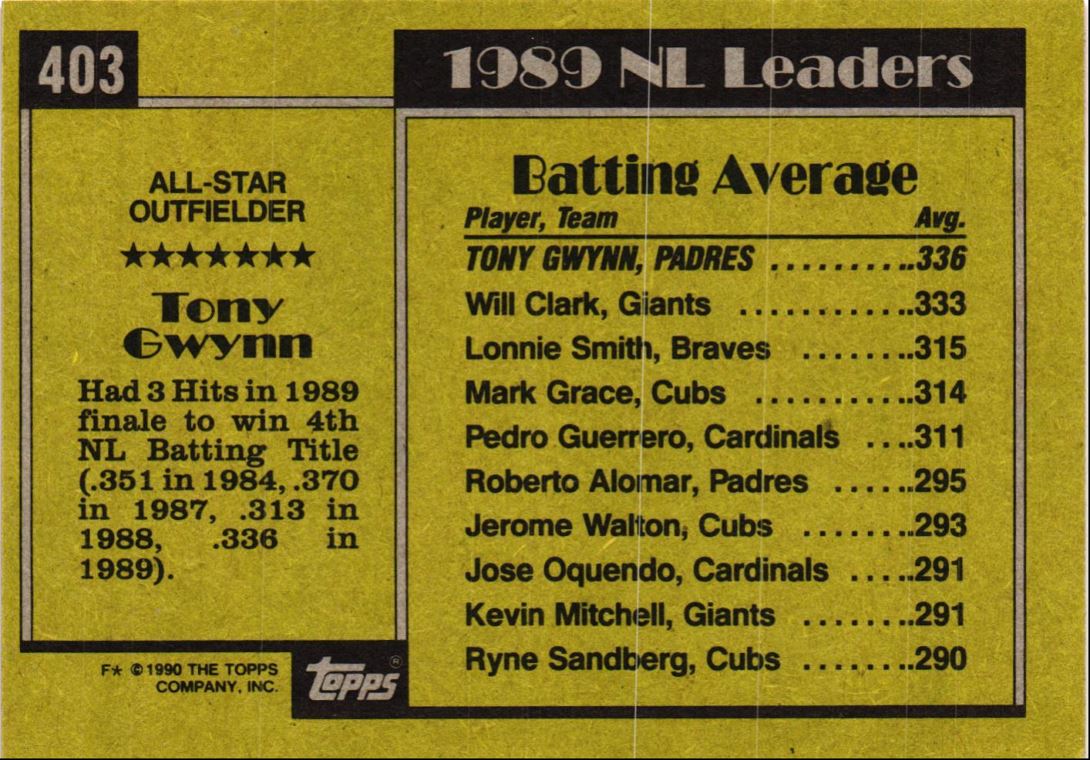 403
1989 NL Leaders
ALL-STAR
OUTFIELDER
★★★★★★★
Tony
Gwynn
Had 3 Hits in 1989
finale to win 4th
NL Batting Title
(.351 in 1984, .370
in 1987, .313 in
1988, .336 in
1989).
F* © 1990 THE TOPPS
COMPANY, INC.
Topps ®
Batting Average
Player, Team Avg.
TONY GWYNN, PADRES ..........336
Will Clark, Giants ............333
Lonnie Smith, Braves ........315
Mark Grace, Cubs ...........314
Pedro Guerrero, Cardinals ....311
Roberto Alomar, Padres ......295
Jerome Walton, Cubs ........293
Jose Oquendo, Cardinals .....291
Kevin Mitchell, Giants ........291
Ryne Sandberg, Cubs ........290